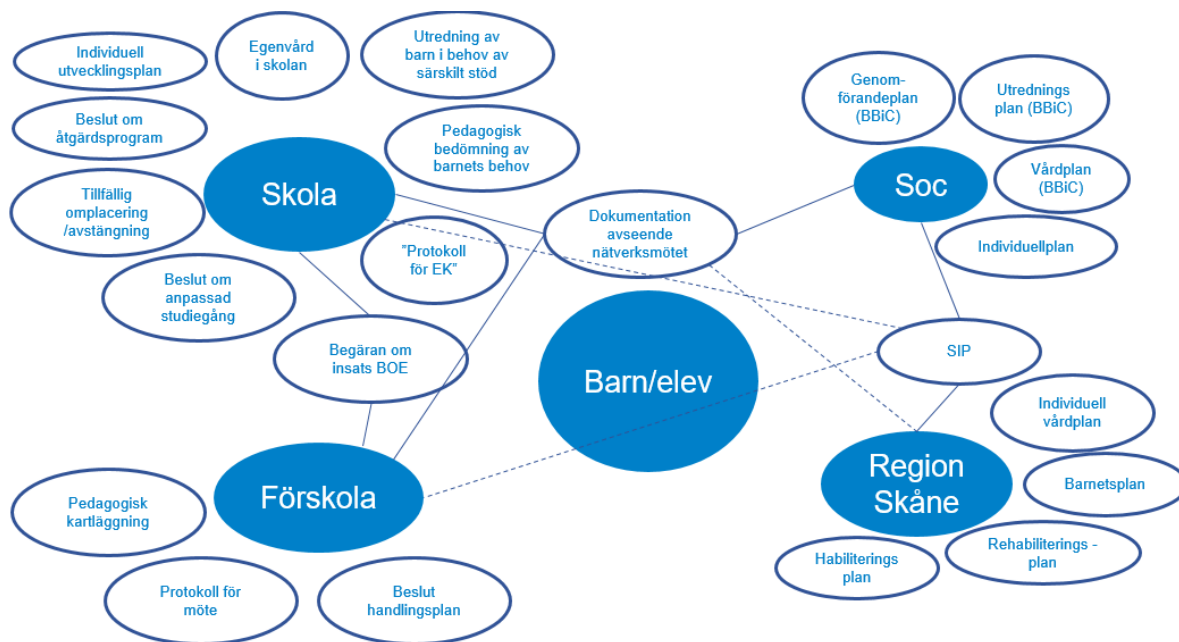 Individuell
utvecklingsplan
Egenvård
i skolan
Utredning av
barn i behov av
särskilt stöd
Beslut om
åtgärdsprogram
Pedagogisk
bedömning av
barnets behov
Skola
Tillfällig
omplacering
/avstängning
"Protokoll
för EK"
Beslut om
anpassad
studiegång
Begäran om
insats BOE
Dokumentation
avseende
nätverksmötet
Genom-
förandeplan
(BBiC)
Utrednings
plan (BBiC)
Soc
Vårdplan
(BBiC)
Individuellplan
SIP
Barn/elev
Individuell
vårdplan
Region
Skåne
Barnetsplan
Rehabiliterings -
plan
Habiliterings
plan
Förskola
Pedagogisk
kartläggning
Protokoll för
möte
Beslut
handlingsplan